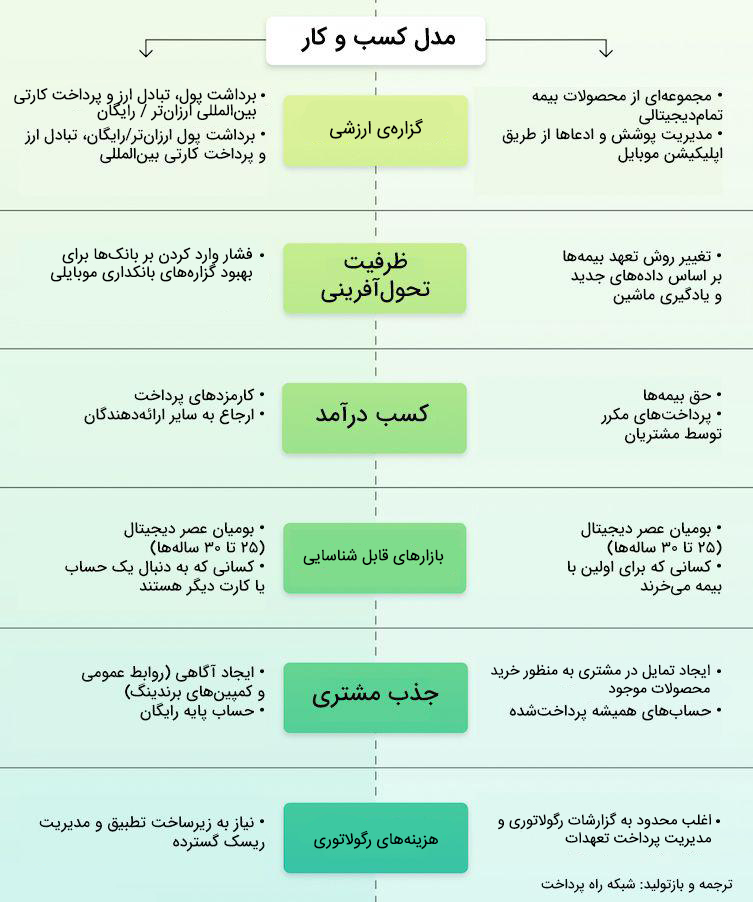 مدل کسب و کار
• مجموعه‌ای از محصولات بیمه
تمام‌دیجیتالی
• مدیریت پوشش و ادعاها از طریق
اپلیکیشن موبایل
گزاره‌ی ارزشی
• برداشت پول، تبادل ارز و پرداخت کارتی
بین‌المللی ارزان‌تر / رایگان
• برداشت پول ارزان‌تر/رایگان، تبادل ارز
و پرداخت کارتی بین‌المللی
• تغییر روش تعهد بیمه‌ها
بر اساس داده‌های جدید
و یادگیری ماشین
ظرفیت
تحول‌آفرینی
• فشار وارد کردن بر بانک‌ها برای
بهبود گزاره‌های بانکداری موبایلی
• حق بیمه‌ها
• پرداخت‌های مکرر
توسط مشتریان
کسب درآمد
• کارمزدهای پرداخت
• ارجاع به سایر ارائه‌دهندگان
• بومیان عصر دیجیتال
(۲۵ تا ۳۰ ساله‌ها)
• کسانی که برای اولین با
بیمه می‌خرند
بازارهای قابل شناسایی
• بومیان عصر دیجیتال
(۲۵ تا ۳۰ ساله‌ها)
• کسانی که به دنبال یک حساب
یا کارت دیگر هستند
• ایجاد تمایل در مشتری به منظور خرید
محصولات موجود
• حساب‌های همیشه پرداخت‌شده
جذب مشتری
• ایجاد آگاهی (روابط عمومی
و کمپین‌های برندینگ)
• حساب پایه رایگان
• اغلب محدود به گزارشات رگولاتوری و
مدیریت پرداخت تعهدات
هزینه‌های رگولاتوری
• نیاز به زیرساخت تطبیق و مدیریت
ریسک گسترده
ترجمه و بازتولید: شبکه راه پرداخت